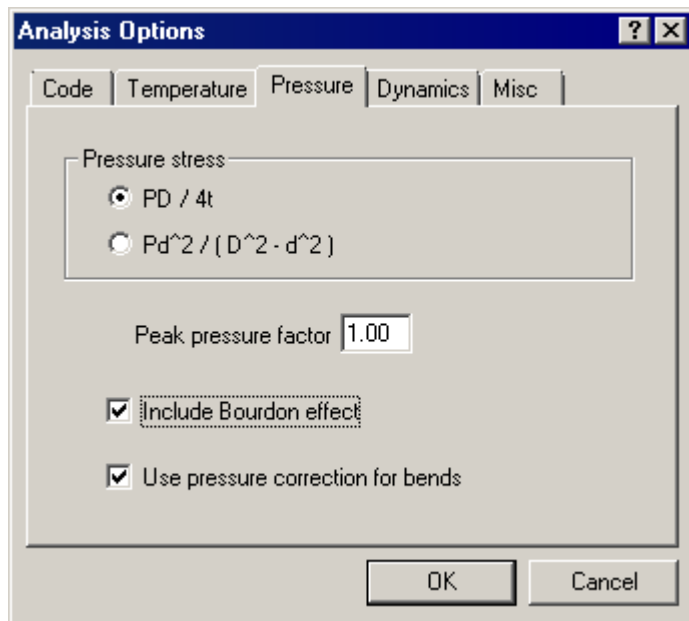 Analysis Options
Code Temperature Pressure Dynamics Misc
Pressure stress
PD / 4t
Pd^2 / ( D^2 - d^2 )
Peak pressure factor 1.00
Include Bourdon effect
Use pressure correction for bends
OK Cancel